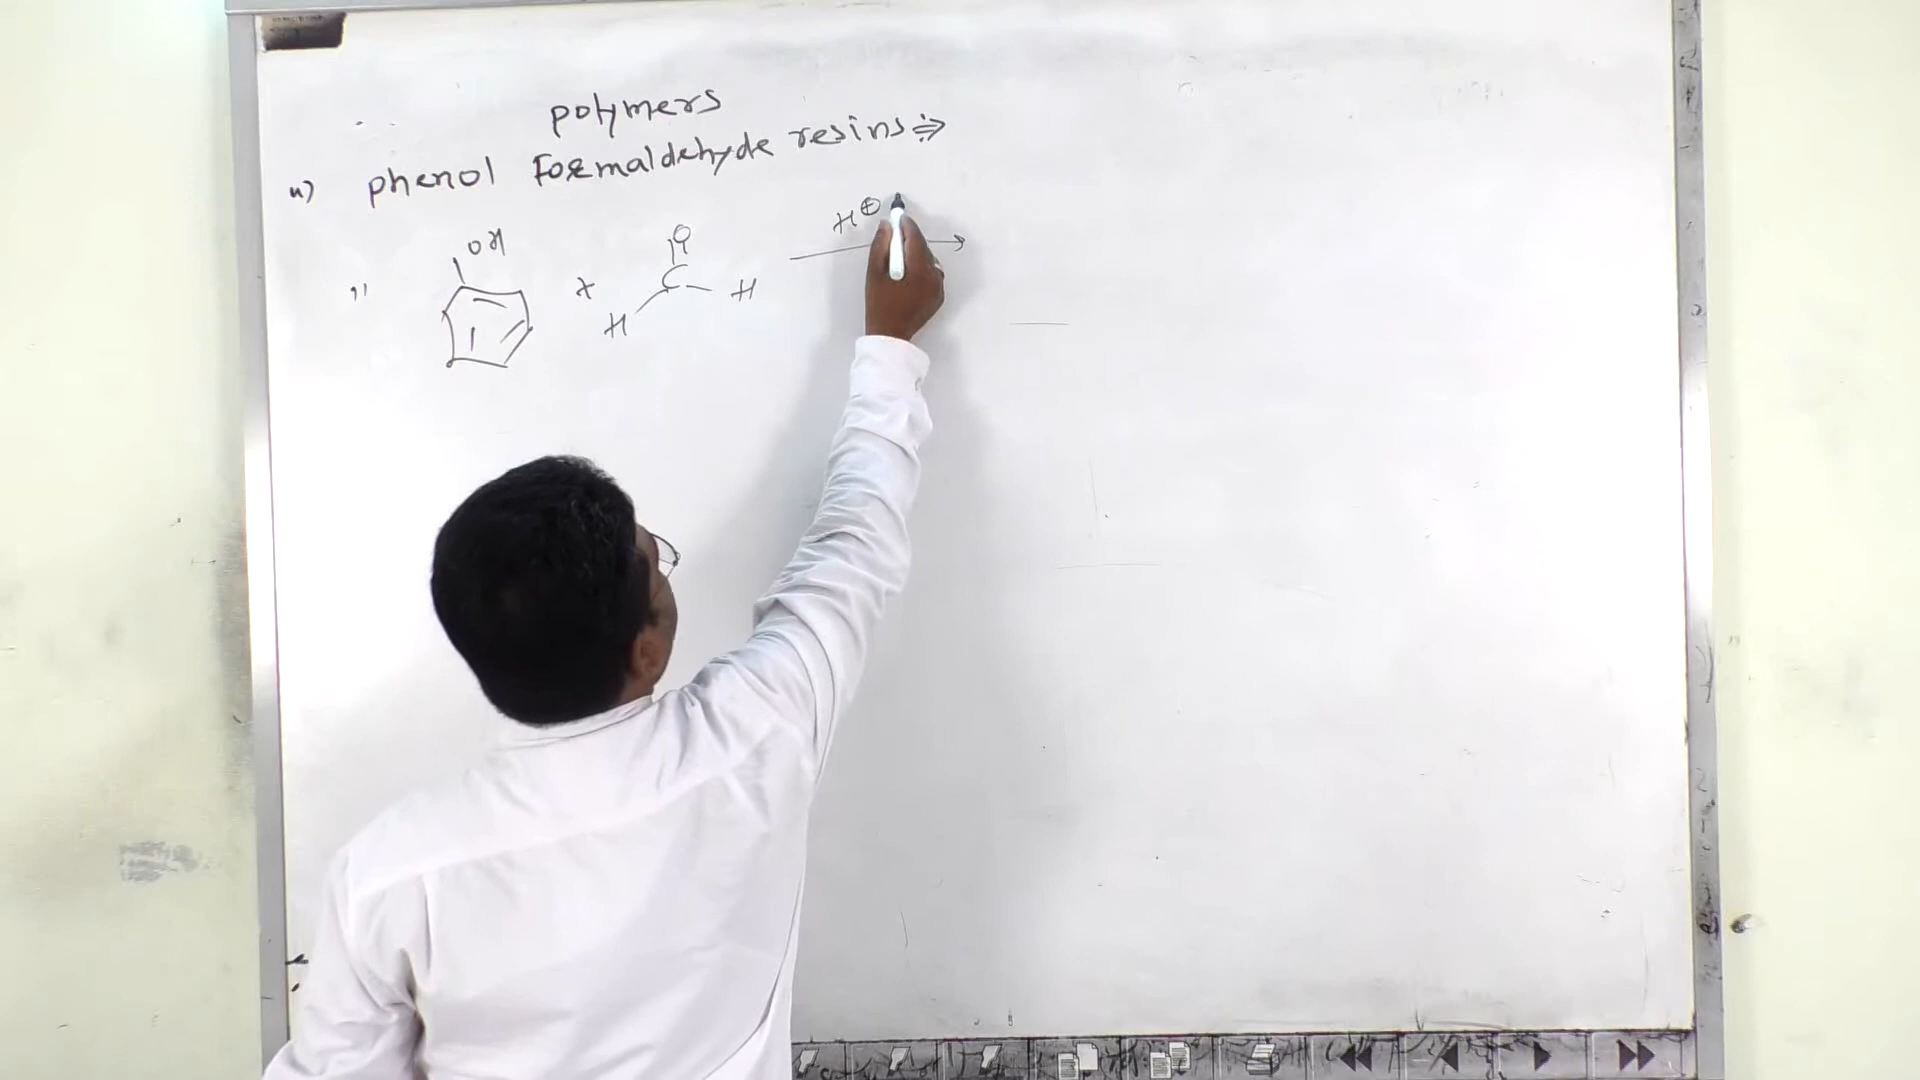 polymers
u) phenol Formaldehyde resins ⇒
H⊕
OH O
i) + C H
H